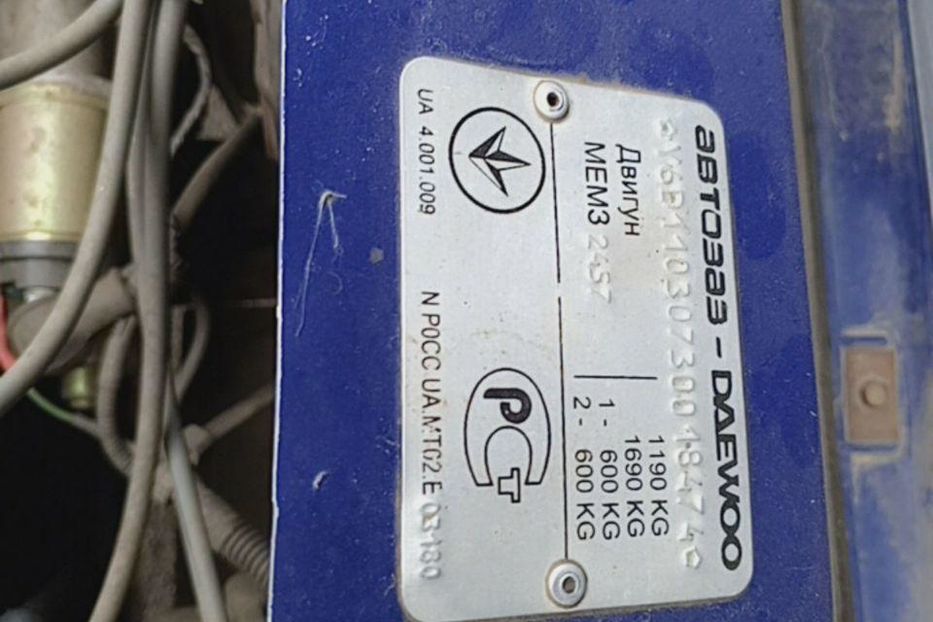 АВТОЗАЗ - DAEWOO
Двигун
МЕМЗ 2457
1190 KG
1690 KG
1 - 600 KG
2 - 600 KG
PCT
UA 4.001.009
N РОСС UA.MT02.E 03180